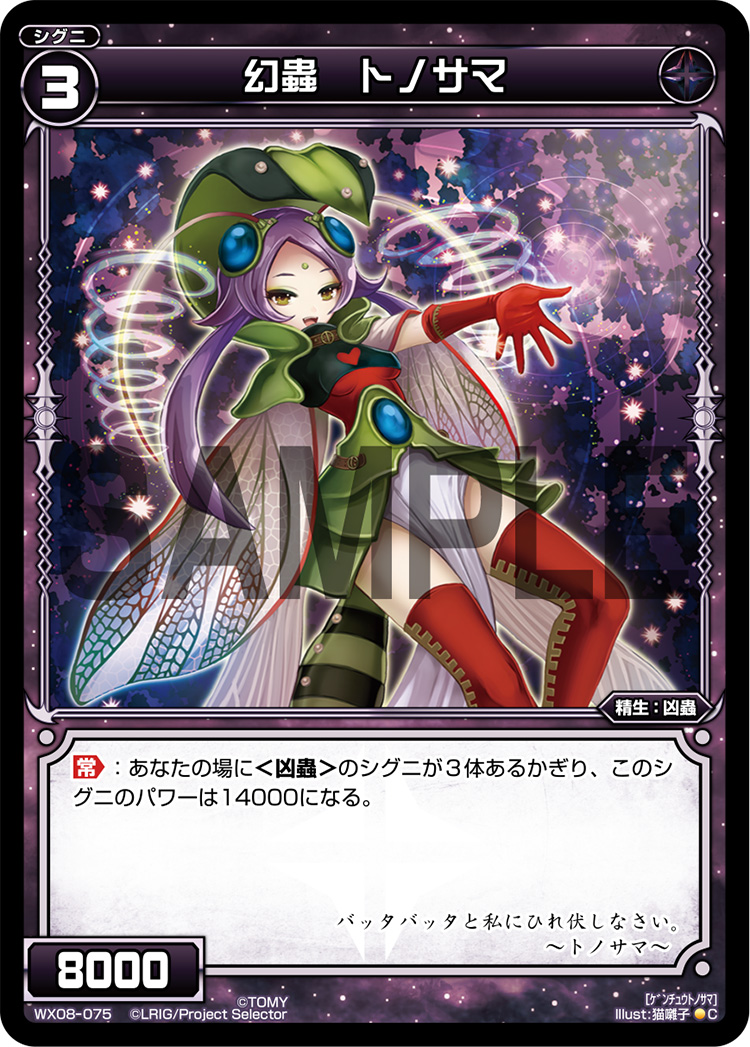 シグニ
3
幻蟲 トノサマ
SAMPLE
精生:凶蟲
常:あなたの場に<凶蟲>のシグニが3体あるかぎり、このシ
グニのパワーは14000になる。
バッタバッタと私にひれ伏しなさい。
～トノサマ～
8000
WX08-075 ©LRIG/Project Selector
©TOMY
[ゲンチュウトノサマ]
Illust:猫囃子 C